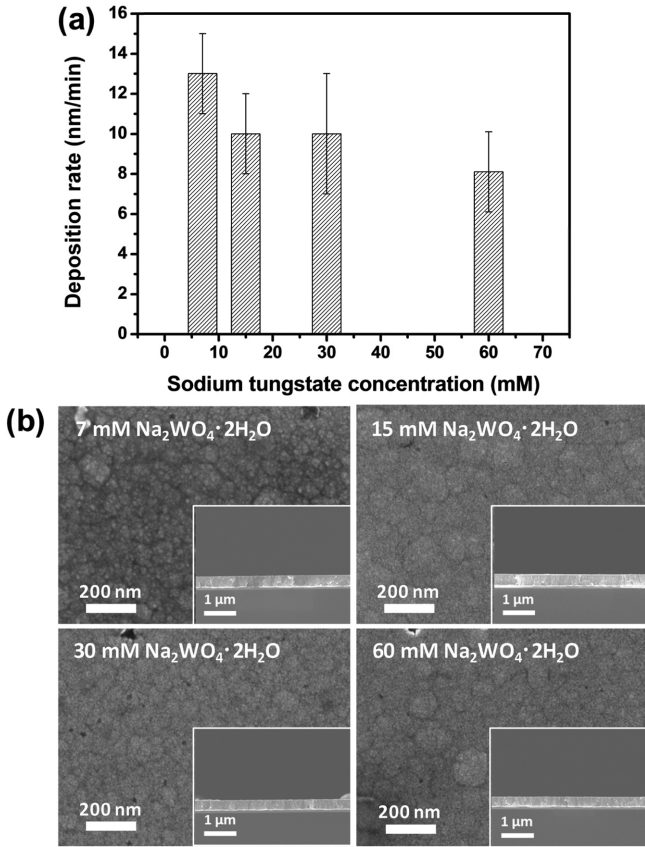 (a)
Deposition rate (nm/min)
16
14
12
10
8
6
4
2
0
0 10 20 30 40 50 60 70
Sodium tungstate concentration (mM)
(b)
7 mM Na₂WO₄·2H₂O
1 μm
200 nm
15 mM Na₂WO₄·2H₂O
1 μm
200 nm
30 mM Na₂WO₄·2H₂O
1 μm
200 nm
60 mM Na₂WO₄·2H₂O
1 μm
200 nm